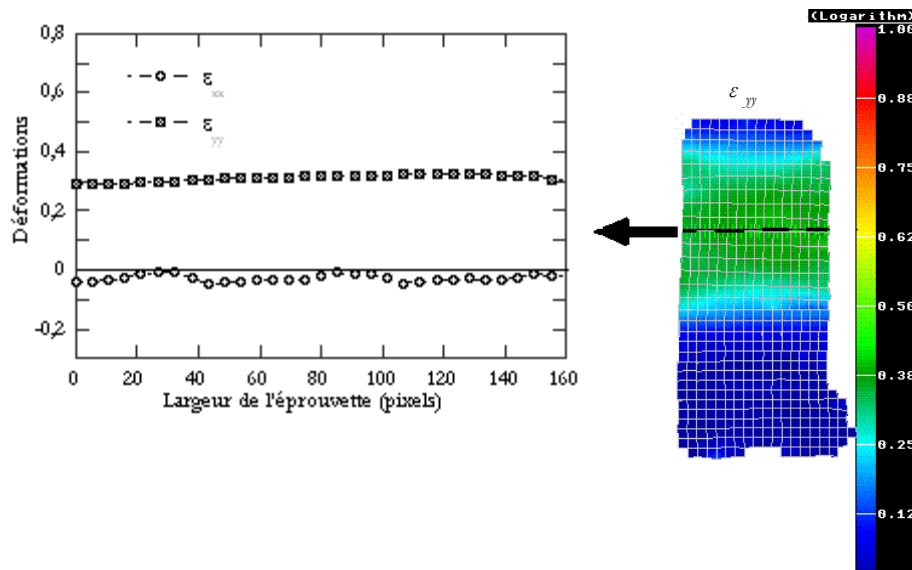 (Logarithm)
1.00
0.88
0.75
0.62
0.50
0.38
0.25
0.12
ε yy
0,8
0,6
0,4
0,2
0
-0,2
Déformations
ε xx
ε yy
0 20 40 60 80 100 120 140 160
Largeur de l'éprouvette (pixels)